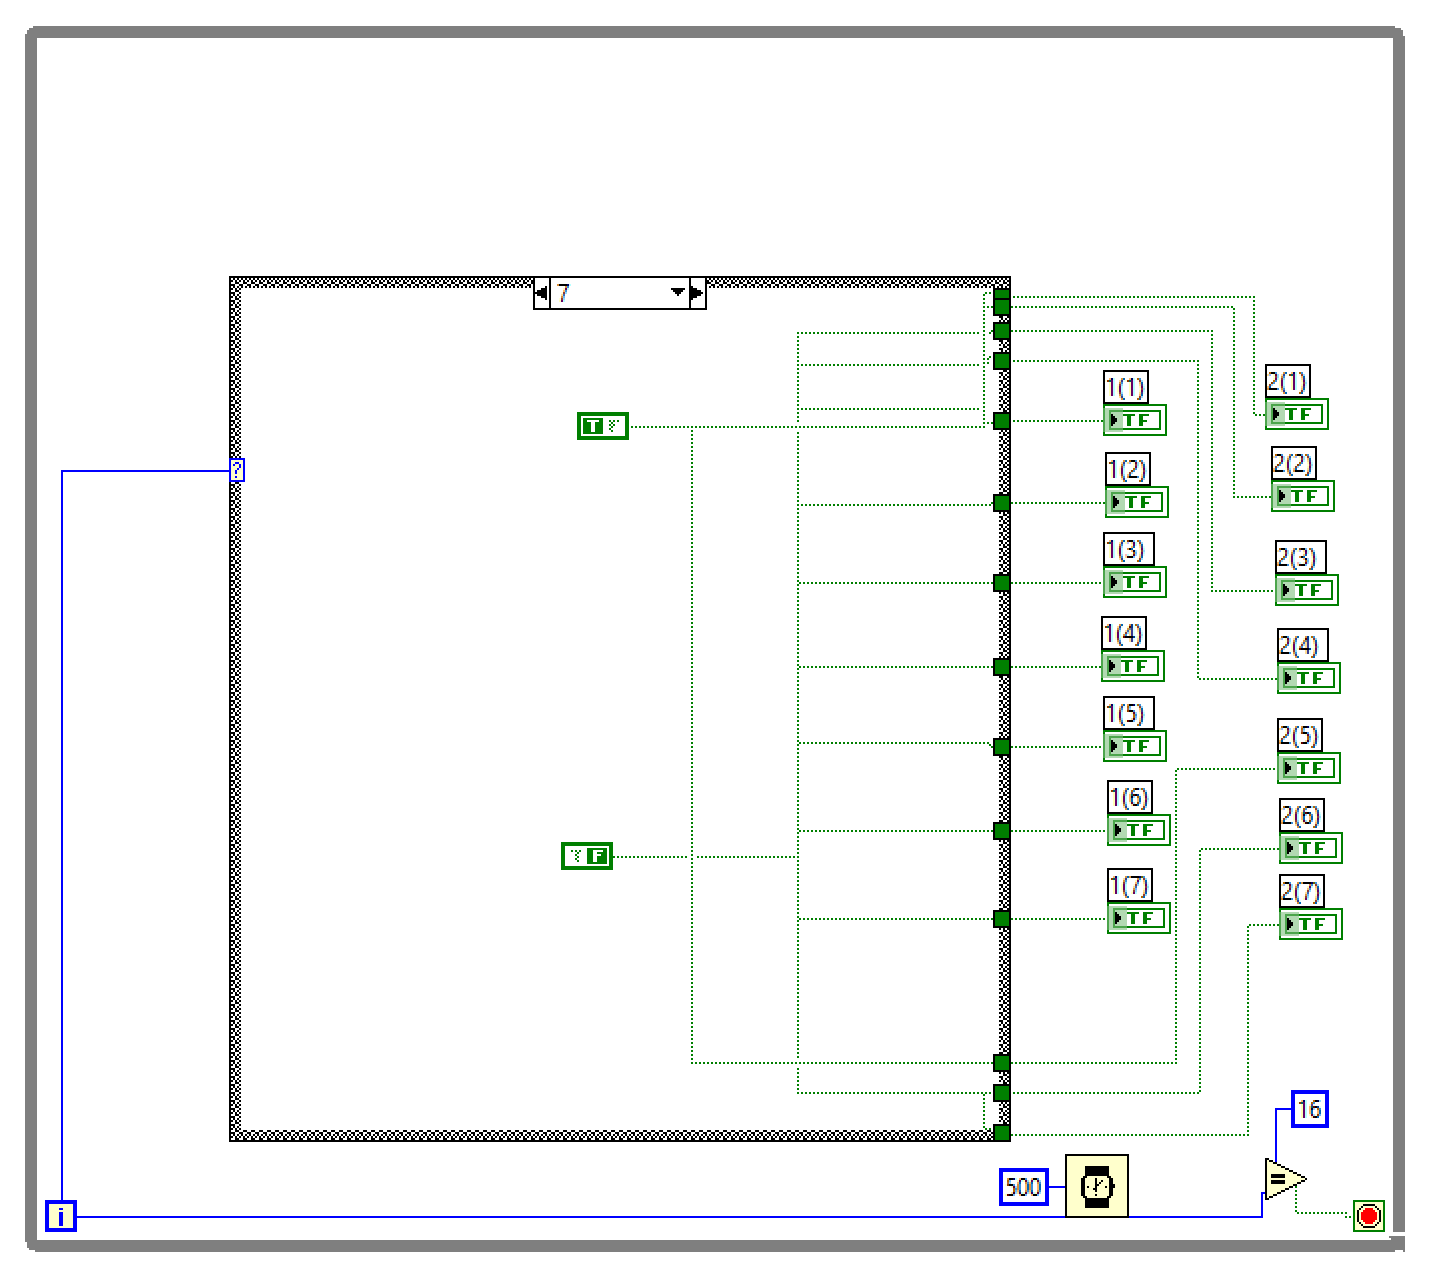 7
T
?
F
1(1)
TF
1(2)
TF
1(3)
TF
1(4)
TF
1(5)
TF
1(6)
TF
1(7)
TF
2(1)
TF
2(2)
TF
2(3)
TF
2(4)
TF
2(5)
TF
2(6)
TF
2(7)
TF
16
500
=
i